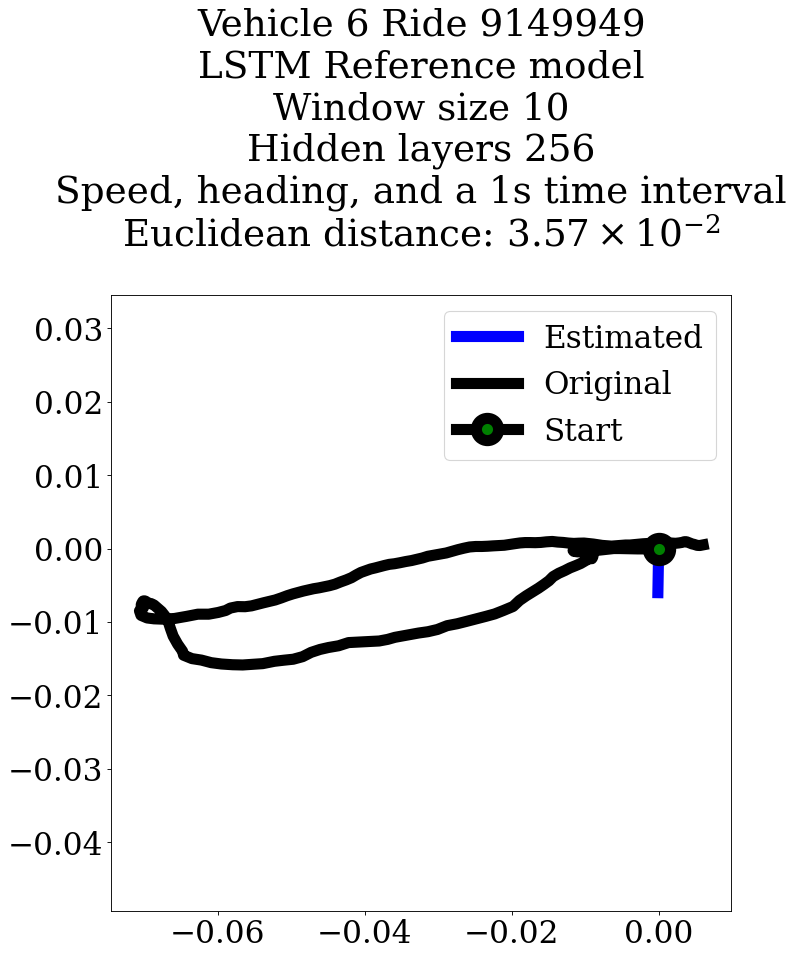 Vehicle 6 Ride 9149949
LSTM Reference model
Window size 10
Hidden layers 256
Speed, heading, and a 1s time interval
Euclidean distance: 3.57 × 10⁻²
Estimated
Original
Start
0.03
0.02
0.01
0.00
−0.01
−0.02
−0.03
−0.04
−0.06 −0.04 −0.02 0.00